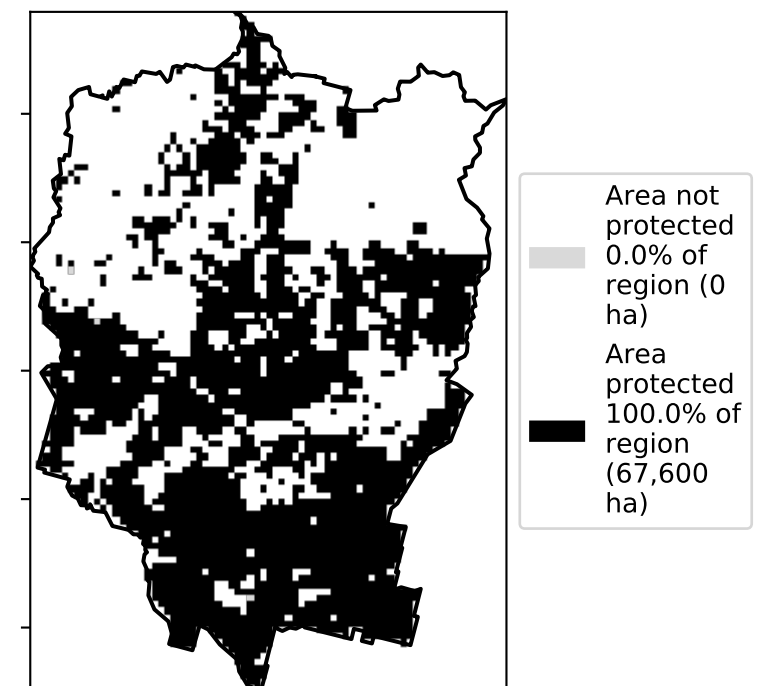 Area not
protected
0.0% of
region (0
ha)
Area
protected
100.0% of
region
(67,600
ha)